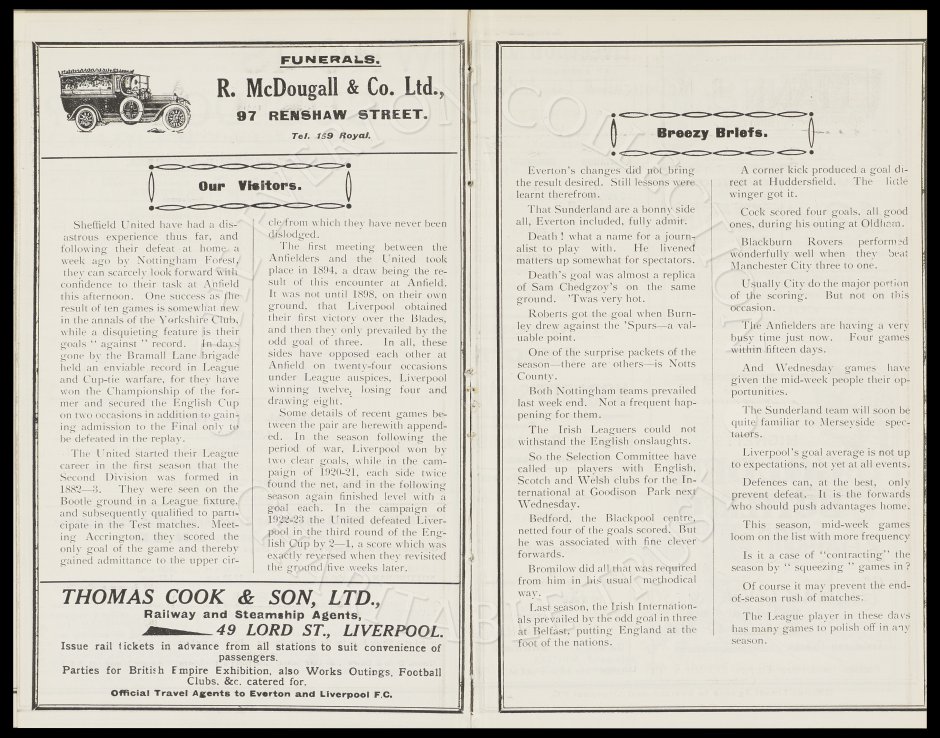 FUNERALS.
R. McDougall & Co. Ltd.,
97 RENSHAW STREET.
Tel. 159 Royal.
Our Visitors.
Sheffield United have had a dis-
astrous experience thus far, and
following their defeat at home a
week ago by Nottingham Forest,
they can scarcely look forward with
confidence to their task at Anfield
this afternoon. One success as the
result of ten games is somewhat new
in the annals of the Yorkshire Club,
while a disquieting feature is their
goals "against" record. In days
gone by the Bramall Lane brigade
held an enviable record in League
and Cup-tie warfare, for they have
won the Championship of the for-
mer and secured the English Cup
on two occasions in addition to gain-
ing admission to the Final only to
be defeated in the replay.
The United started their League
career in the first season that the
Second Division was formed in
1882—3. They were seen on the
Bootle ground in a League fixture,
and subsequently qualified to parti-
cipate in the Test matches. Meet-
ing Accrington, they scored the
only goal of the game and thereby
gained admittance to the upper cir-
cle from which they have never been
dislodged.
The first meeting between the
Anfielders and the United took
place in 1894, a draw being the re-
sult of this encounter at Anfield.
It was not until 1898, on their own
ground, that Liverpool obtained
their first victory over the Blades,
and then they only prevailed by the
odd goal of three. In all, these
sides have opposed each other at
Anfield on twenty-four occasions
under League auspices, Liverpool
winning twelve, losing four and
drawing eight.
Some details of recent games be-
tween the pair are herewith append-
ed. In the season following the
period of war, Liverpool won by
two clear goals, while in the cam-
paign of 1920-21, each side twice
found the net, and in the following
season again finished level with a
goal each. In the campaign of
1922-23 the United defeated Liver-
pool in the third round of the Eng-
lish Cup by 2—1, a score which was
exactly reversed when they revisited
the ground five weeks later.
THOMAS COOK & SON, LTD.,
Railway and Steamship Agents,
49 LORD ST., LIVERPOOL.
Issue rail tickets in advance from all stations to suit convenience of
passengers.
Parties for British Empire Exhibition, also Works Outings, Football
Clubs, &c. catered for.
Official Travel Agents to Everton and Liverpool F.C.
Breezy Briefs.
Everton's changes did not bring
the result desired. Still lessons were
learnt therefrom.
That Sunderland are a bonny side
all, Everton included, fully admit.
Death! what a name for a journ-
alist to play with. He livened
matters up somewhat for spectators.
Death's goal was almost a replica
of Sam Chedgzoy's on the same
ground. 'Twas very hot.
Roberts got the goal when Burn-
ley drew against the 'Spurs—a val-
uable point.
One of the surprise packets of the
season—there are others—is Notts
County.
Both Nottingham teams prevailed
last week end. Not a frequent hap-
pening for them.
The Irish Leaguers could not
withstand the English onslaughts.
So the Selection Committee have
called up players with English,
Scotch and Welsh clubs for the In-
ternational at Goodison Park next
Wednesday.
Bedford, the Blackpool centre,
netted four of the goals scored. But
he was associated with fine clever
forwards.
Bromilow did all that was required
from him in his usual methodical
way.
Last season, the Irish Internation-
als prevailed by the odd goal in three
at Belfast, putting England at the
foot of the nations.
A corner kick produced a goal di-
rect at Huddersfield. The little
winger got it.
Cock scored four goals, all good
ones, during his outing at Oldham.
Blackburn Rovers performed
wonderfully well when they beat
Manchester City three to one.
Usually City do the major portion
of the scoring. But not on this
occasion.
The Anfielders are having a very
busy time just now. Four games
within fifteen days.
And Wednesday games have
given the mid-week people their op-
portunities.
The Sunderland team will soon be
quite familiar to Merseyside spec-
tators.
Liverpool's goal average is not up
to expectations, not yet at all events.
Defences can, at the best, only
prevent defeat. It is the forwards
who should push advantages home.
This season, mid-week games
loom on the list with more frequency
Is it a case of "contracting" the
season by "squeezing" games in?
Of course it may prevent the end-
of-season rush of matches.
The League player in these days
has many games to polish off in any
season.